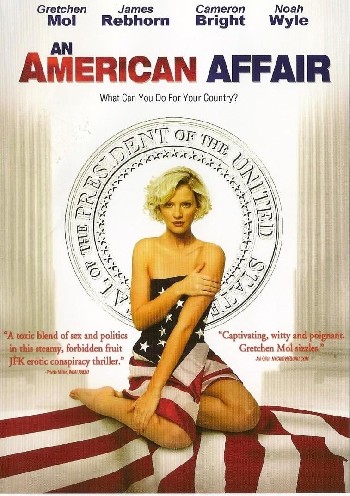 Gretchen James Cameron Noah
Mol Rebhorn Bright Wyle
AN
AMERICAN AFFAIR
What Can You Do For Your Country?
AL OF THE PRESIDENT OF THE UNITED STATES
"A toxic blend of sex and politics
in this steamy, forbidden fruit
JFK erotic conspiracy thriller."
"Captivating, witty and poignant.
Gretchen Mol sizzles."